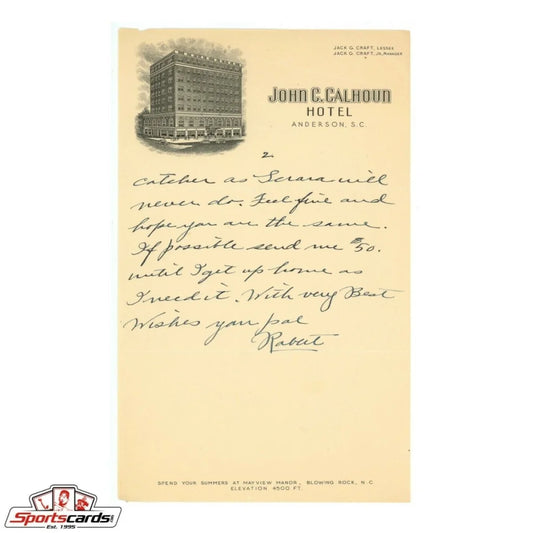 JACK G. CRAFT, LESSEE
JACK G. CRAFT, JR, MANAGER
JOHN C. CALHOUN
HOTEL
ANDERSON, S.C.
2
catcher as will
never do. Feel fine and
hope you are the same.
If possible send me $50.
until I get up home as
I need it. With very Best
Wishes your pal
Robert
SPEND YOUR SUMMERS AT MAYVIEW MANOR, BLOWING ROCK, N.C
ELEVATION 4500 FT.
Sportscards
Est. 1995